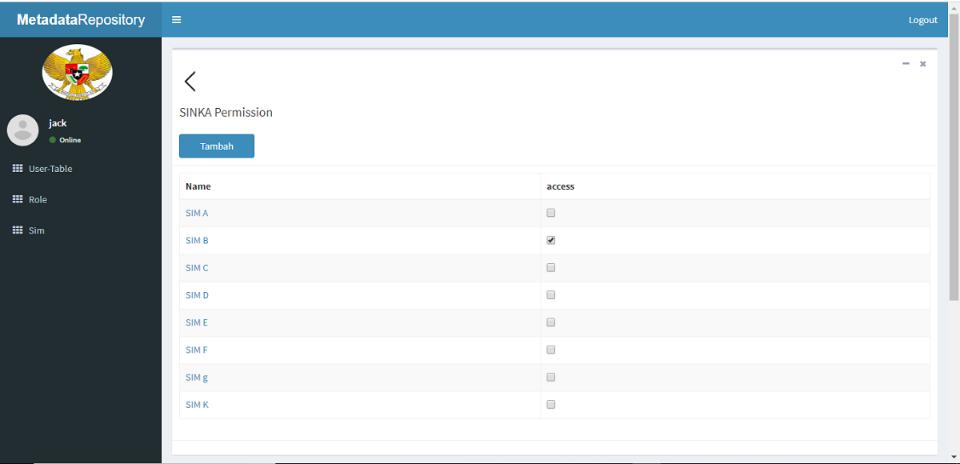 MetadataRepository
Logout
jack
Online
User-Table
Role
Sim
SINKA Permission
Tambah
Name access
SIM A
SIM B
SIM C
SIM D
SIM E
SIM F
SIM g
SIM K